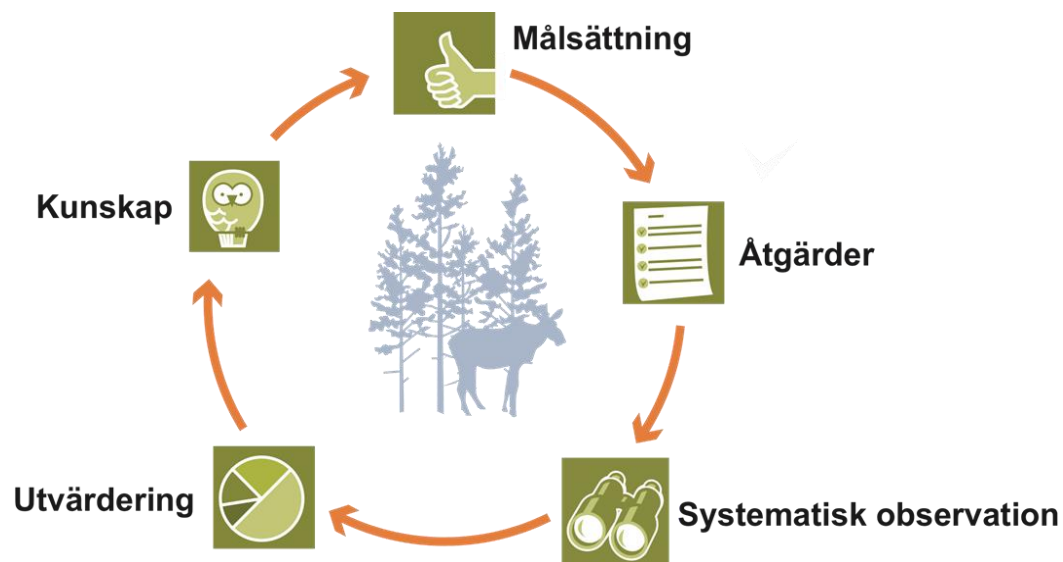 Målsättning
Åtgärder
Systematisk observation
Utvärdering
Kunskap